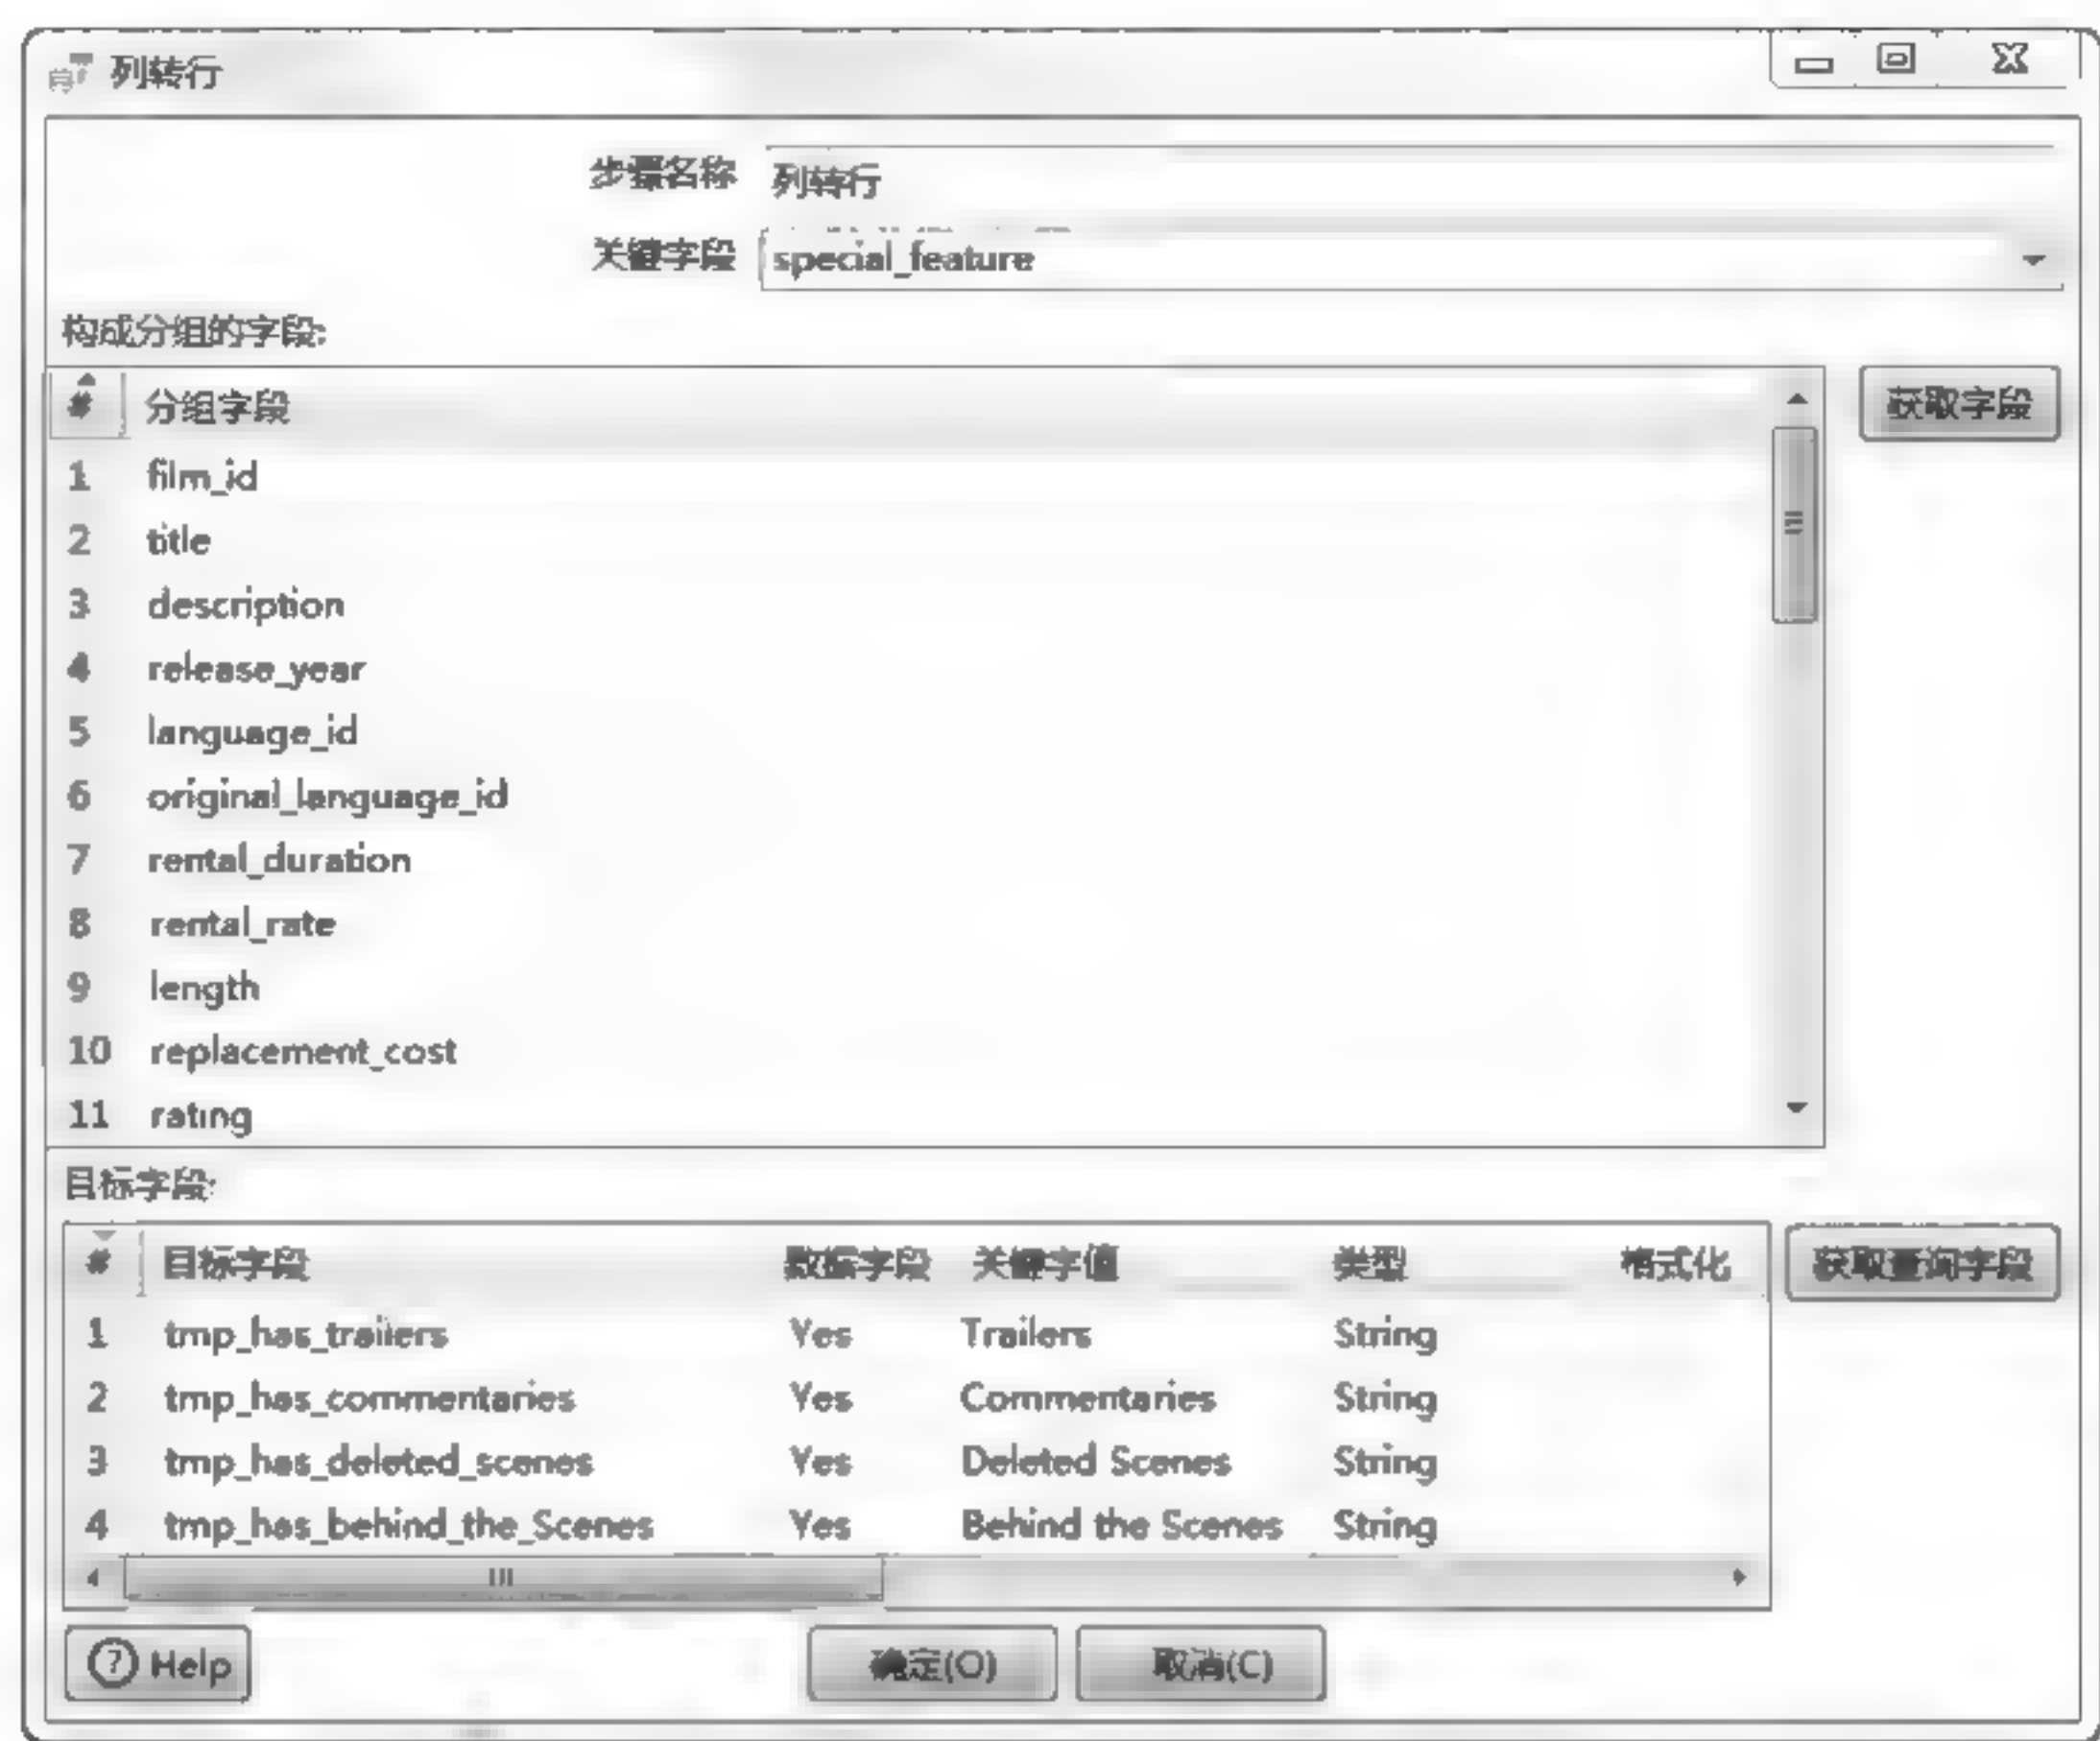 列转行
步骤名称 列转行
关键字段 special_feature
构成分组的字段:
# 分组字段 获取字段
1 film_id
2 title
3 description
4 release_year
5 language_id
6 original_language_id
7 rental_duration
8 rental_rate
9 length
10 replacement_cost
11 rating
目标字段:
# 目标字段 数据字段 关键字值 类型 格式化 获取查询字段
1 tmp_has_trailers Yes Trailers String
2 tmp_has_commentaries Yes Commentaries String
3 tmp_has_deleted_scenes Yes Deleted Scenes String
4 tmp_has_behind_the_Scenes Yes Behind the Scenes String
Help 确定(O) 取消(C)